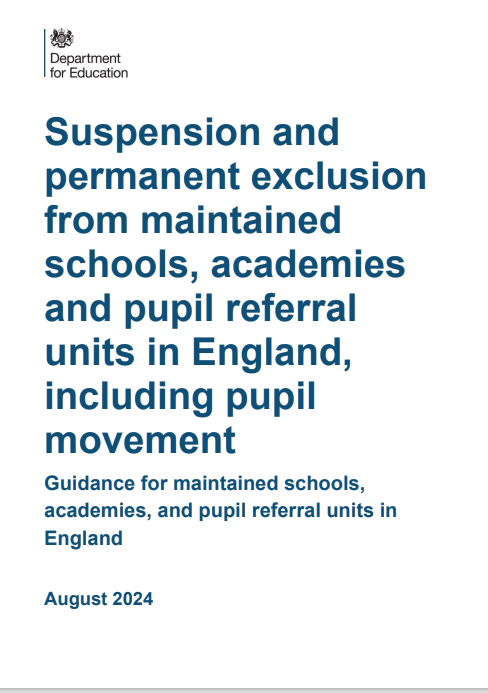 Department
for Education
Suspension and
permanent exclusion
from maintained
schools, academies
and pupil referral
units in England,
including pupil
movement
Guidance for maintained schools,
academies, and pupil referral units in
England
August 2024